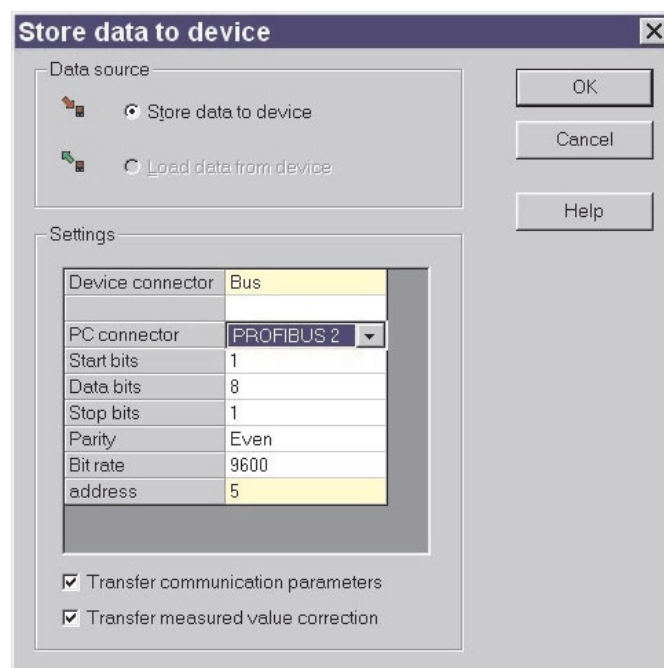 Store data to device
Data source
Store data to device
Load data from device
OK
Cancel
Help
Settings
Device connector Bus
PC connector PROFIBUS 2
Start bits 1
Data bits 8
Stop bits 1
Parity Even
Bit rate 9600
address 5
Transfer communication parameters
Transfer measured value correction